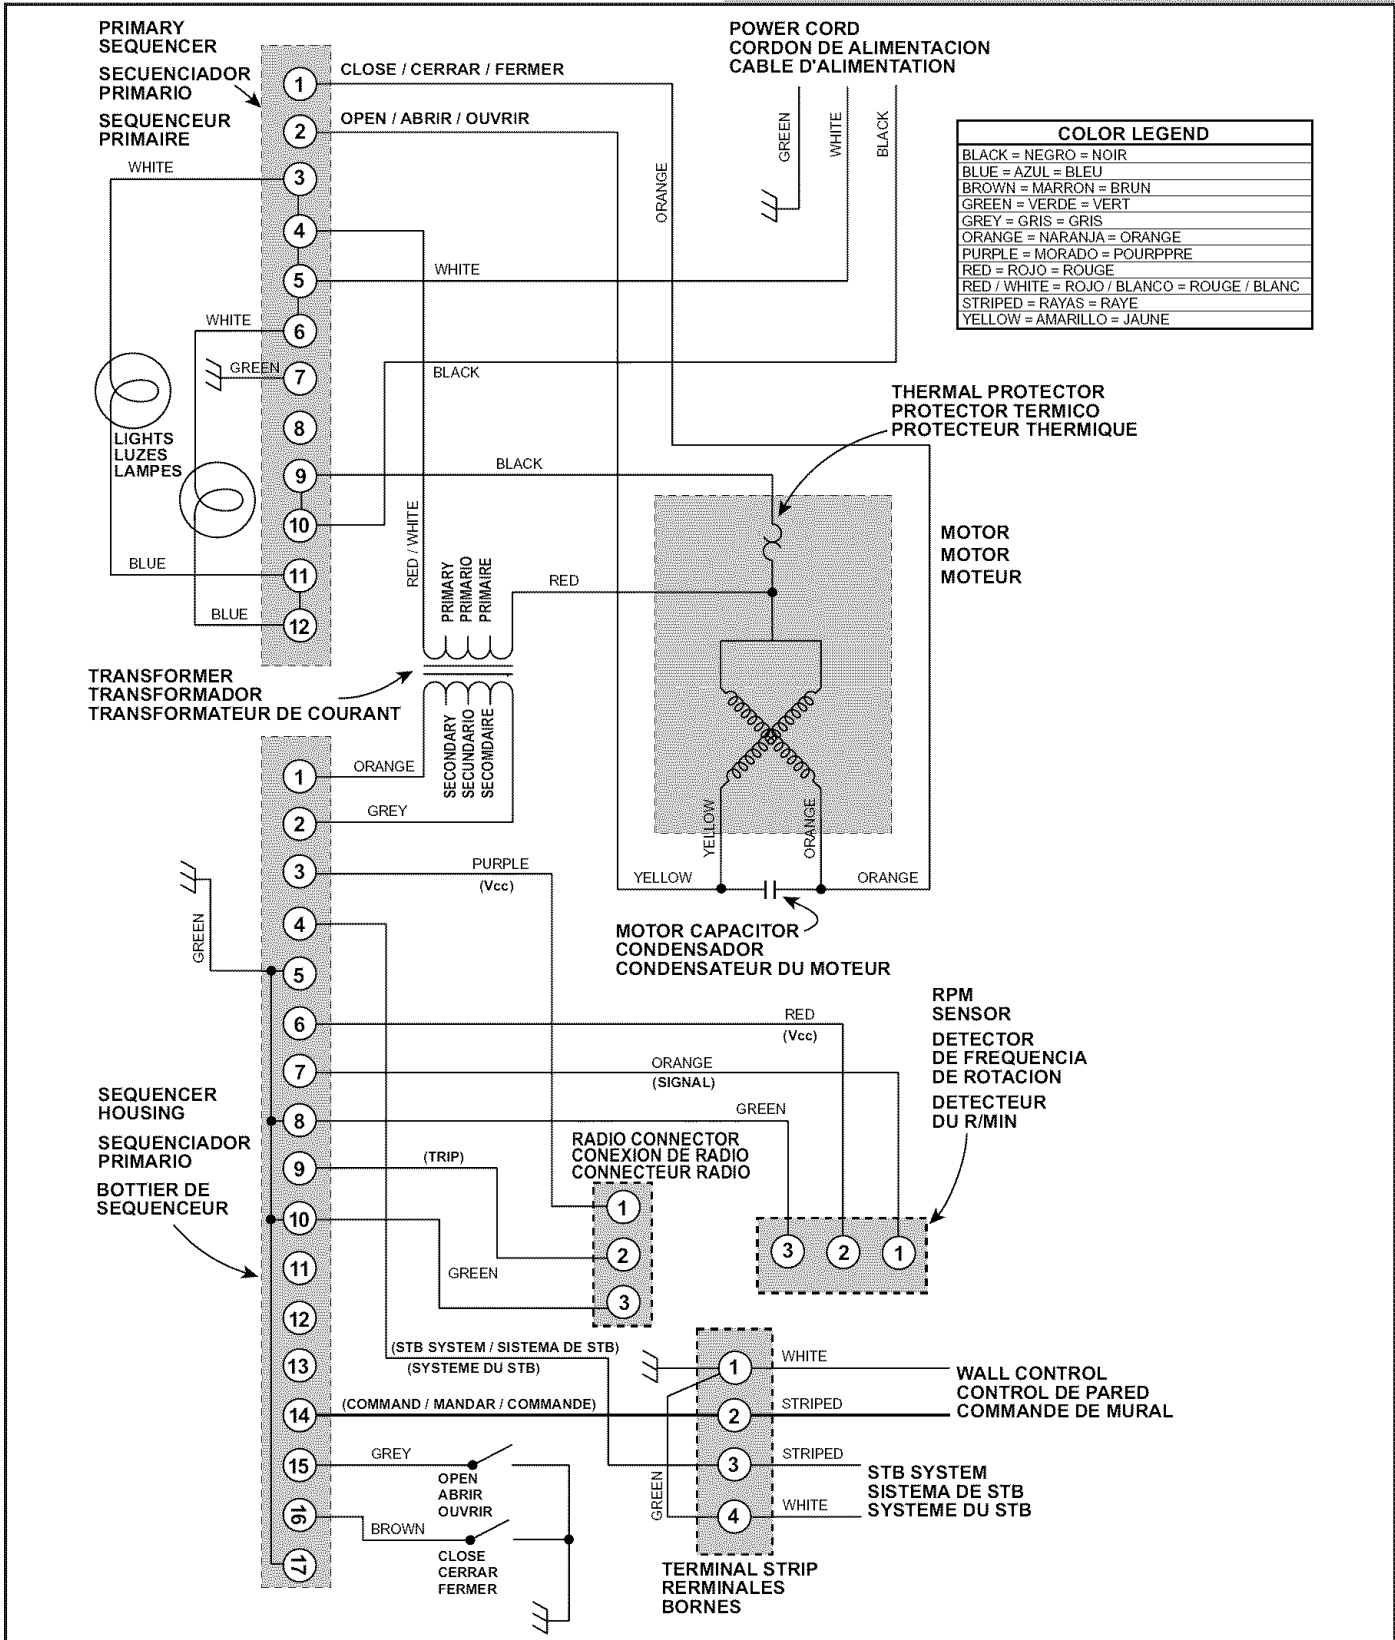 PRIMARY
SEQUENCER
SECUENCIADOR
PRIMARIO
SEQUENCEUR
PRIMAIRE
1
CLOSE / CERRAR / FERMER
2
OPEN / ABRIR / OUVRIR
WHITE
3
4
5
WHITE
WHITE
6
GREEN
7
BLACK
8
9
BLACK
10
BLUE
11
BLUE
12
LIGHTS
LUZES
LAMPES
ORANGE
POWER CORD
CORDON DE ALIMENTACION
CABLE D'ALIMENTATION
GREEN
WHITE
BLACK
COLOR LEGEND
BLACK = NEGRO = NOIR
BLUE = AZUL = BLEU
BROWN = MARRON = BRUN
GREEN = VERDE = VERT
GREY = GRIS = GRIS
ORANGE = NARANJA = ORANGE
PURPLE = MORADO = POURPPRE
RED = ROJO = ROUGE
RED / WHITE = ROJO / BLANCO = ROUGE / BLANC
STRIPED = RAYAS = RAYE
YELLOW = AMARILLO = JAUNE
THERMAL PROTECTOR
PROTECTOR TERMICO
PROTECTEUR THERMIQUE
MOTOR
MOTOR
MOTEUR
RED / WHITE
PRIMARY
PRIMARIO
PRIMAIRE
RED
TRANSFORMER
TRANSFORMADOR
TRANSFORMATEUR DE COURANT
SECONDARY
SECUNDARIO
SECOMDAIRE
YELLOW
ORANGE
YELLOW
ORANGE
MOTOR CAPACITOR
CONDENSADOR
CONDENSATEUR DU MOTEUR
1
ORANGE
2
GREY
3
PURPLE
(Vcc)
GREEN
4
5
6
RED
(Vcc)
7
ORANGE
(SIGNAL)
8
GREEN
9
(TRIP)
10
GREEN
11
12
13
14
(COMMAND / MANDAR / COMMANDE)
15
GREY
16
BROWN
17
SEQUENCER
HOUSING
SEQUENCIADOR
PRIMARIO
BOTTIER DE
SEQUENCEUR
RPM
SENSOR
DETECTOR
DE FREQUENCIA
DE ROTACION
DETECTEUR
DU R/MIN
RADIO CONNECTOR
CONEXION DE RADIO
CONNECTEUR RADIO
1
2
3
3
2
1
(STB SYSTEM / SISTEMA DE STB)
(SYSTEME DU STB)
OPEN
ABRIR
OUVRIR
CLOSE
CERRAR
FERMER
1
WHITE
2
STRIPED
3
STRIPED
4
WHITE
GREEN
WALL CONTROL
CONTROL DE PARED
COMMANDE DE MURAL
STB SYSTEM
SISTEMA DE STB
SYSTEME DU STB
TERMINAL STRIP
RERMINALES
BORNES